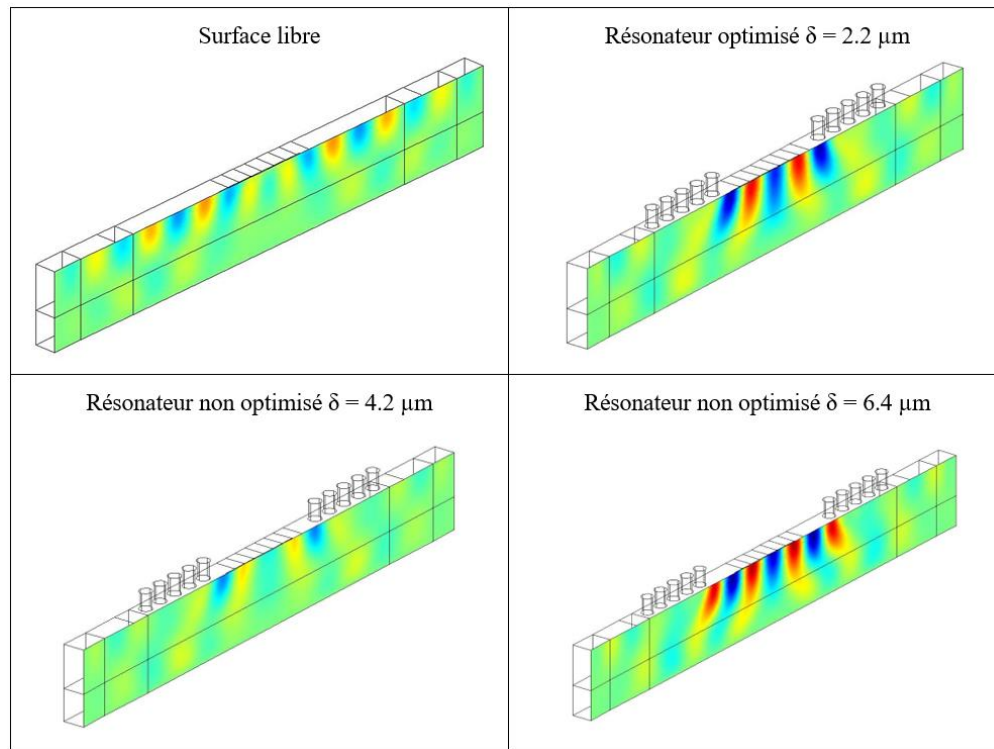 Surface libre
Résonateur optimisé δ = 2.2 µm
Résonateur non optimisé δ = 4.2 µm
Résonateur non optimisé δ = 6.4 µm